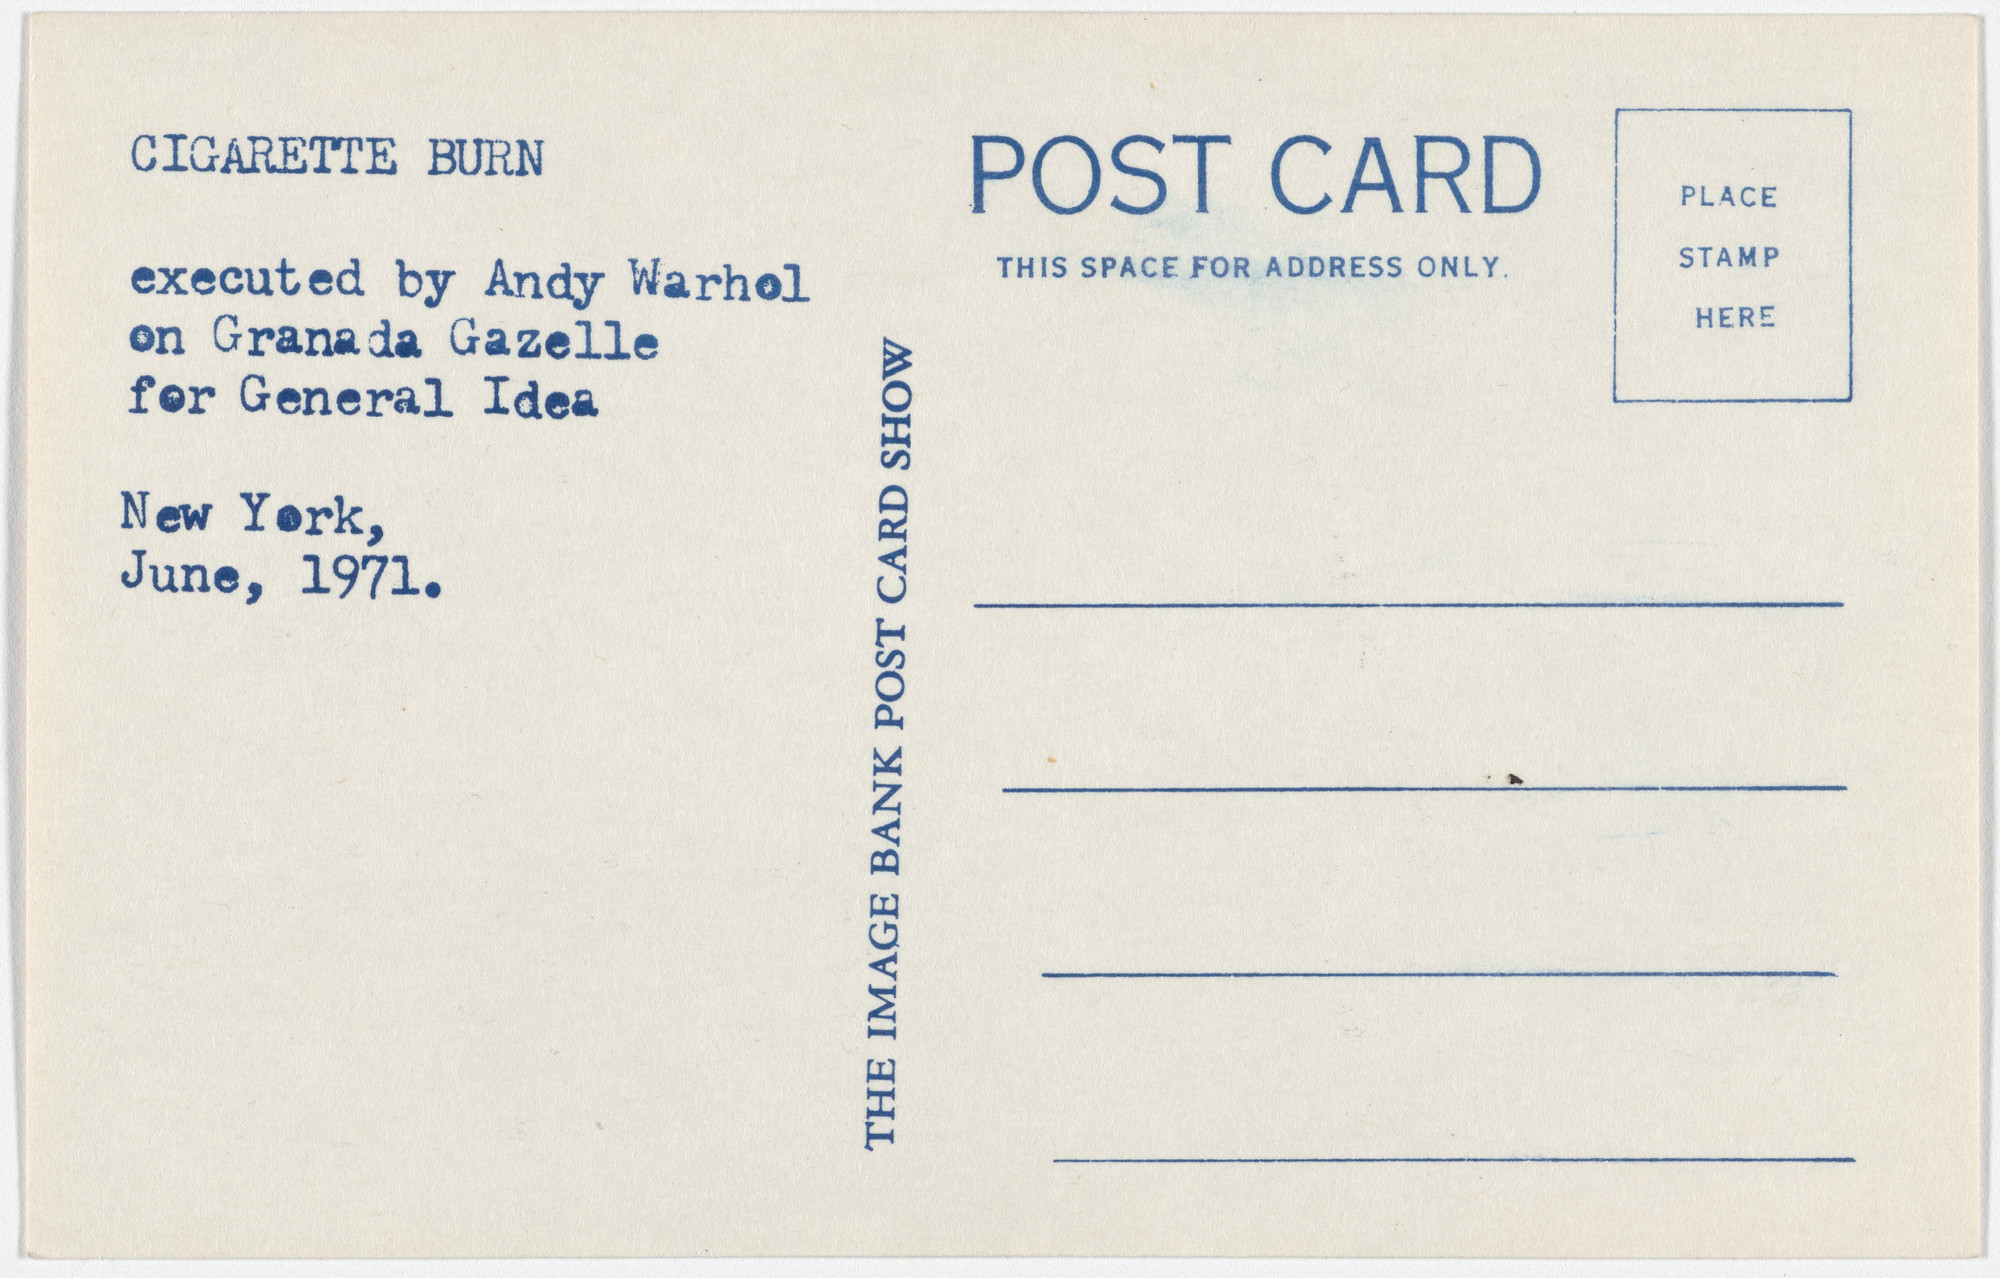 CIGARETTE BURN
executed by Andy Warhol
on Granada Gazelle
for General Idea
New York,
June, 1971.
THE IMAGE BANK POST CARD SHOW
POST CARD
THIS SPACE FOR ADDRESS ONLY.
PLACE
STAMP
HERE